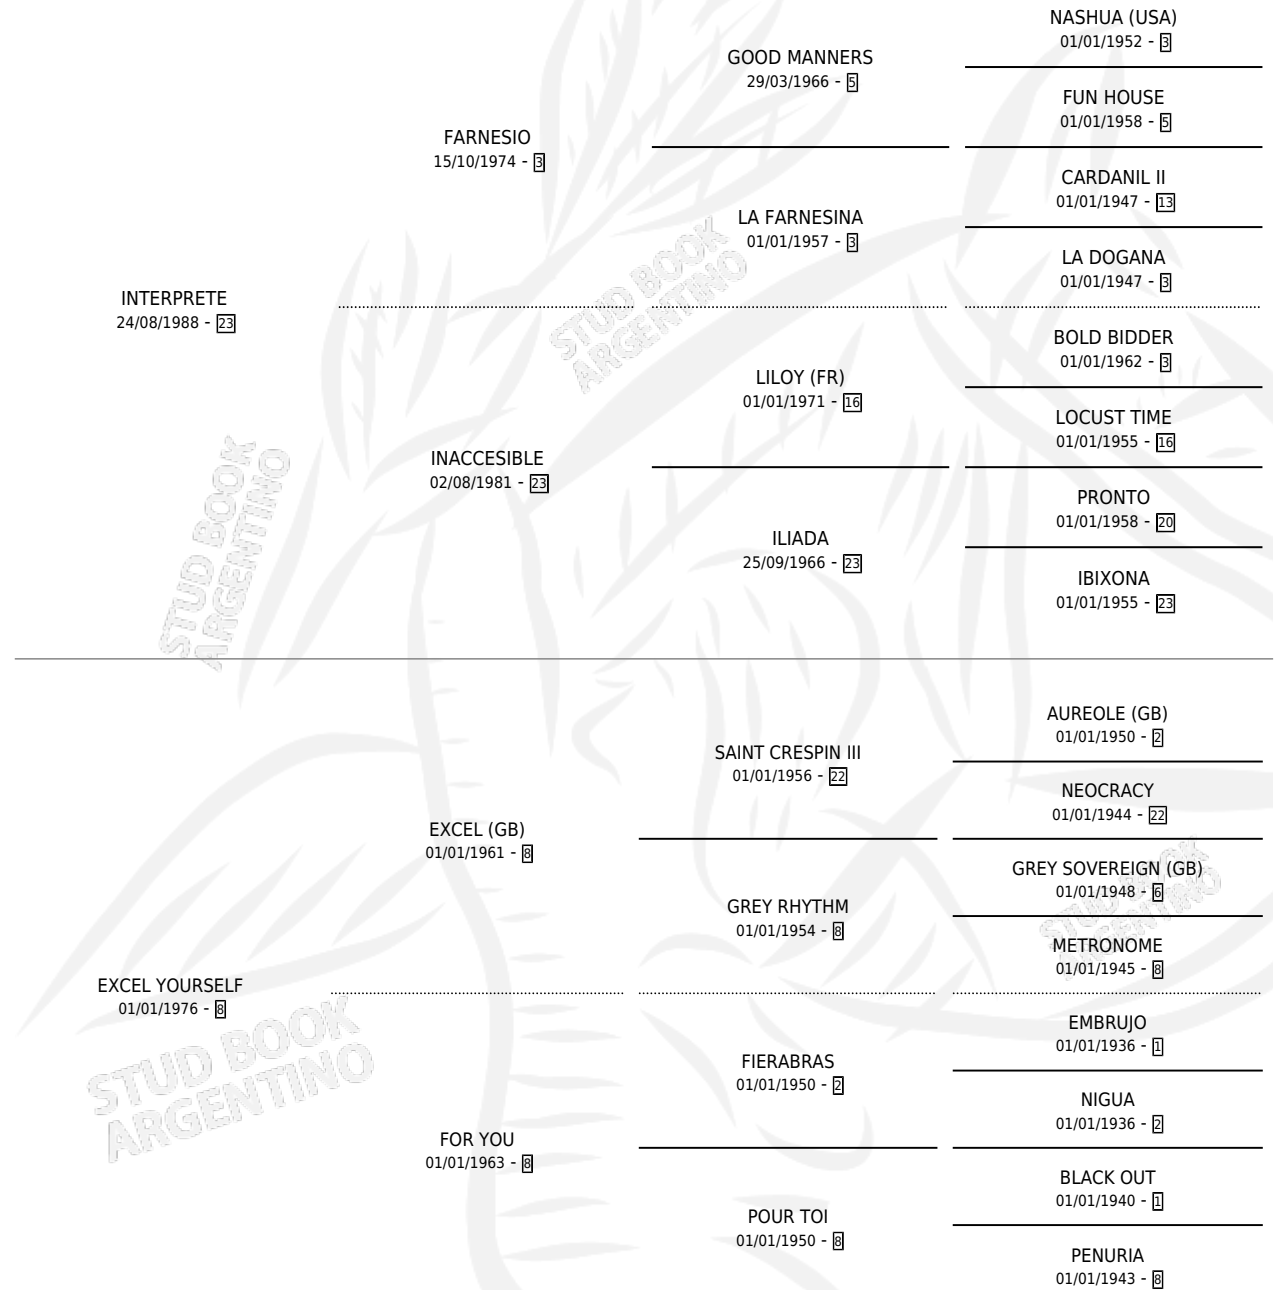 NASHUA (USA)
01/01/1952 - 3
GOOD MANNERS
29/03/1966 - 5
FUN HOUSE
01/01/1958 - 5
FARNESIO
15/10/1974 - 3
CARDANIL II
01/01/1947 - 13
LA FARNESINA
01/01/1957 - 3
LA DOGANA
01/01/1947 - 3
INTERPRETE
24/08/1988 - 23
BOLD BIDDER
01/01/1962 - 3
LILOY (FR)
01/01/1971 - 16
LOCUST TIME
01/01/1955 - 16
INACCESIBLE
02/08/1981 - 23
PRONTO
01/01/1958 - 20
ILIADA
25/09/1966 - 23
IBIXONA
01/01/1955 - 23
STUD BOOK
ARGENTINO
STUD BOOK
ARGENTINO
AUREOLE (GB)
01/01/1950 - 2
SAINT CRESPIN III
01/01/1956 - 22
NEOCRACY
01/01/1944 - 22
EXCEL (GB)
01/01/1961 - 8
GREY SOVEREIGN (GB)
01/01/1948 - 6
GREY RHYTHM
01/01/1954 - 8
METRONOME
01/01/1945 - 8
EXCEL YOURSELF
01/01/1976 - 8
EMBRUJO
01/01/1936 - 1
FIERABRAS
01/01/1950 - 2
NIGUA
01/01/1936 - 2
FOR YOU
01/01/1963 - 8
BLACK OUT
01/01/1940 - 1
POUR TOI
01/01/1950 - 8
PENURIA
01/01/1943 - 8
STUD BOOK
ARGENTINO
STUD BOOK
ARGENTINO